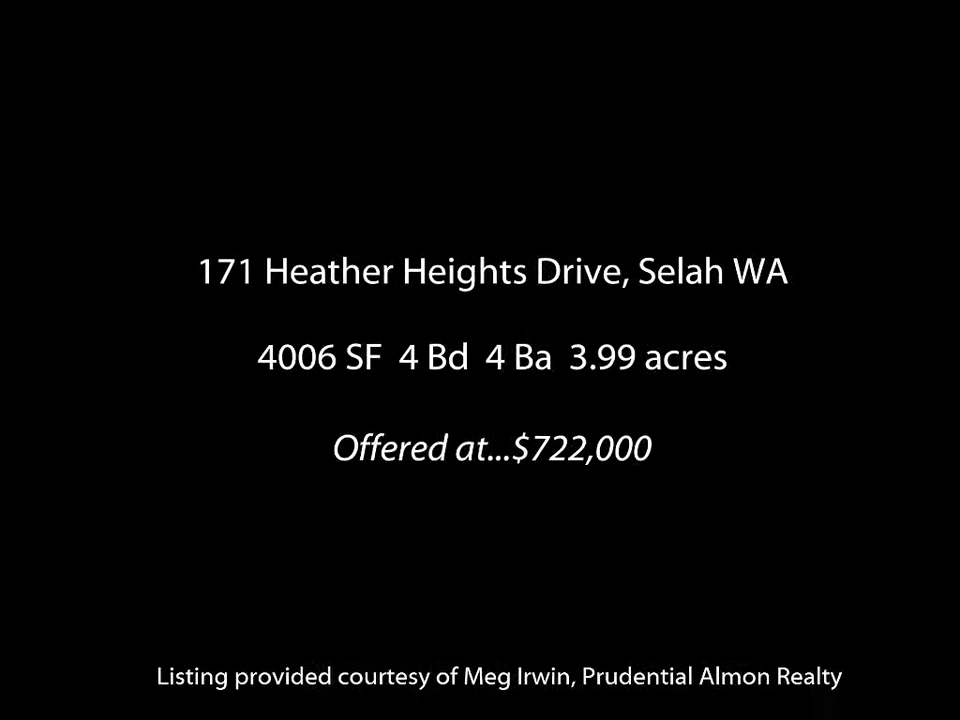 171 Heather Heights Drive, Selah WA
4006 SF  4 Bd  4 Ba  3.99 acres
Offered at...$722,000
Listing provided courtesy of Meg Irwin, Prudential Almon Realty